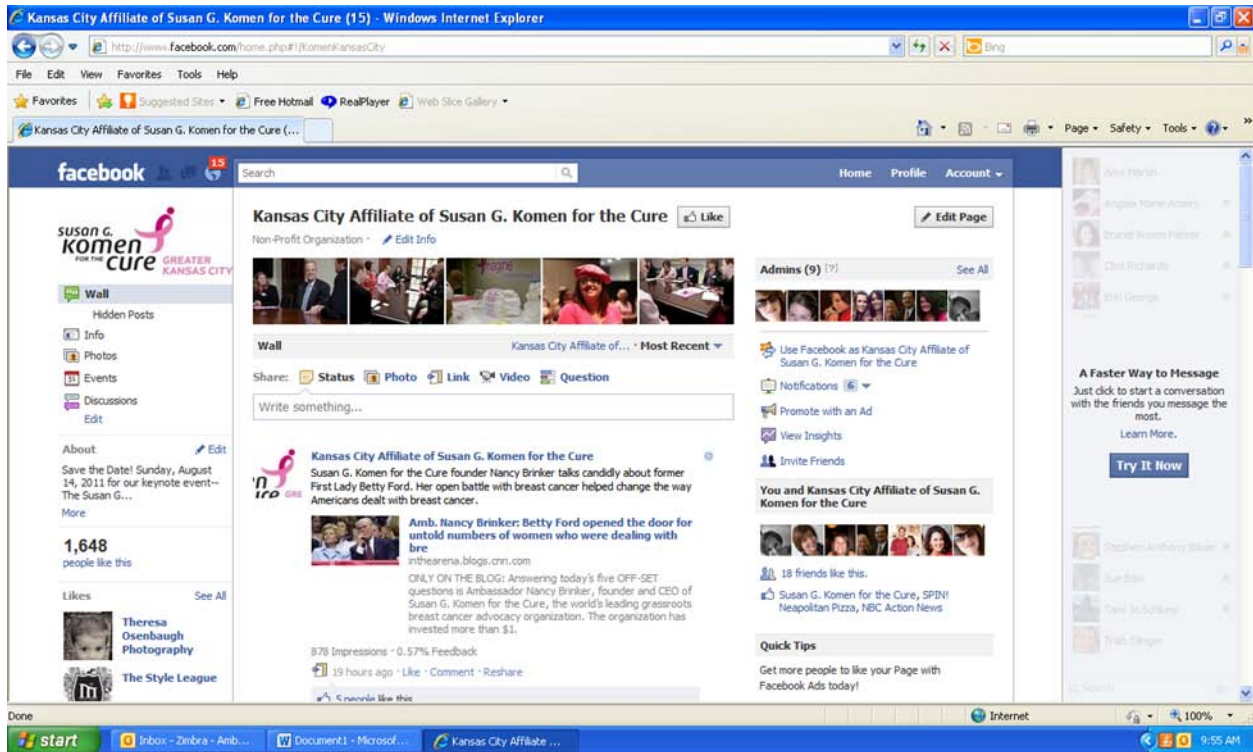 Kansas City Affiliate of Susan G. Komen for the Cure (15) - Windows Internet Explorer
http://www.facebook.com/home.php#!/KomenKansasCity
Bing
File Edit View Favorites Tools Help
Favorites Suggested Sites Free Hotmail RealPlayer Web Slice Gallery
Kansas City Affiliate of Susan G. Komen for the Cure (...
Page Safety Tools
facebook 15 Search Home Profile Account
susan g.
komen
FOR THE cure
GREATER
KANSAS CITY
Wall
Hidden Posts
Info
Photos
Events
Discussions
Edit
About Edit
Save the Date! Sunday, August
14, 2011 for our keynote event--
The Susan G...
More
1,648
people like this
Likes See All
Theresa
Osenbaugh
Photography
The Style League
Kansas City Affiliate of Susan G. Komen for the Cure Like
Non-Profit Organization · Edit Info
Wall Kansas City Affiliate of... · Most Recent
Share: Status Photo Link Video Question
Write something...
Kansas City Affiliate of Susan G. Komen for the Cure
Susan G. Komen for the Cure founder Nancy Brinker talks candidly about former
First Lady Betty Ford. Her open battle with breast cancer helped change the way
Americans dealt with breast cancer.
Amb. Nancy Brinker: Betty Ford opened the door for
untold numbers of women who were dealing with
bre
inthearena.blogs.cnn.com
ONLY ON THE BLOG: Answering today's five OFF-SET
questions is Ambassador Nancy Brinker, founder and CEO of
Susan G. Komen for the Cure, the world's leading grassroots
breast cancer advocacy organization. The organization has
invested more than $1.
878 Impressions · 0.57% Feedback
19 hours ago · Like · Comment · Reshare
5 people like this
Edit Page
Admins (9) [?] See All
Use Facebook as Kansas City Affiliate of
Susan G. Komen for the Cure
Notifications 6
Promote with an Ad
View Insights
Invite Friends
You and Kansas City Affiliate of Susan G.
Komen for the Cure
18 friends like this.
Susan G. Komen for the Cure, SPIN!
Neapolitan Pizza, NBC Action News
Quick Tips
Get more people to like your Page with
Facebook Ads today!
A Faster Way to Message
Just click to start a conversation
with the friends you message the
most.
Learn More.
Try It Now
Search
Done Internet 100%
start Inbox - Zimbra - Amb... Document1 - Microsof... Kansas City Affiliate ... 9:55 AM